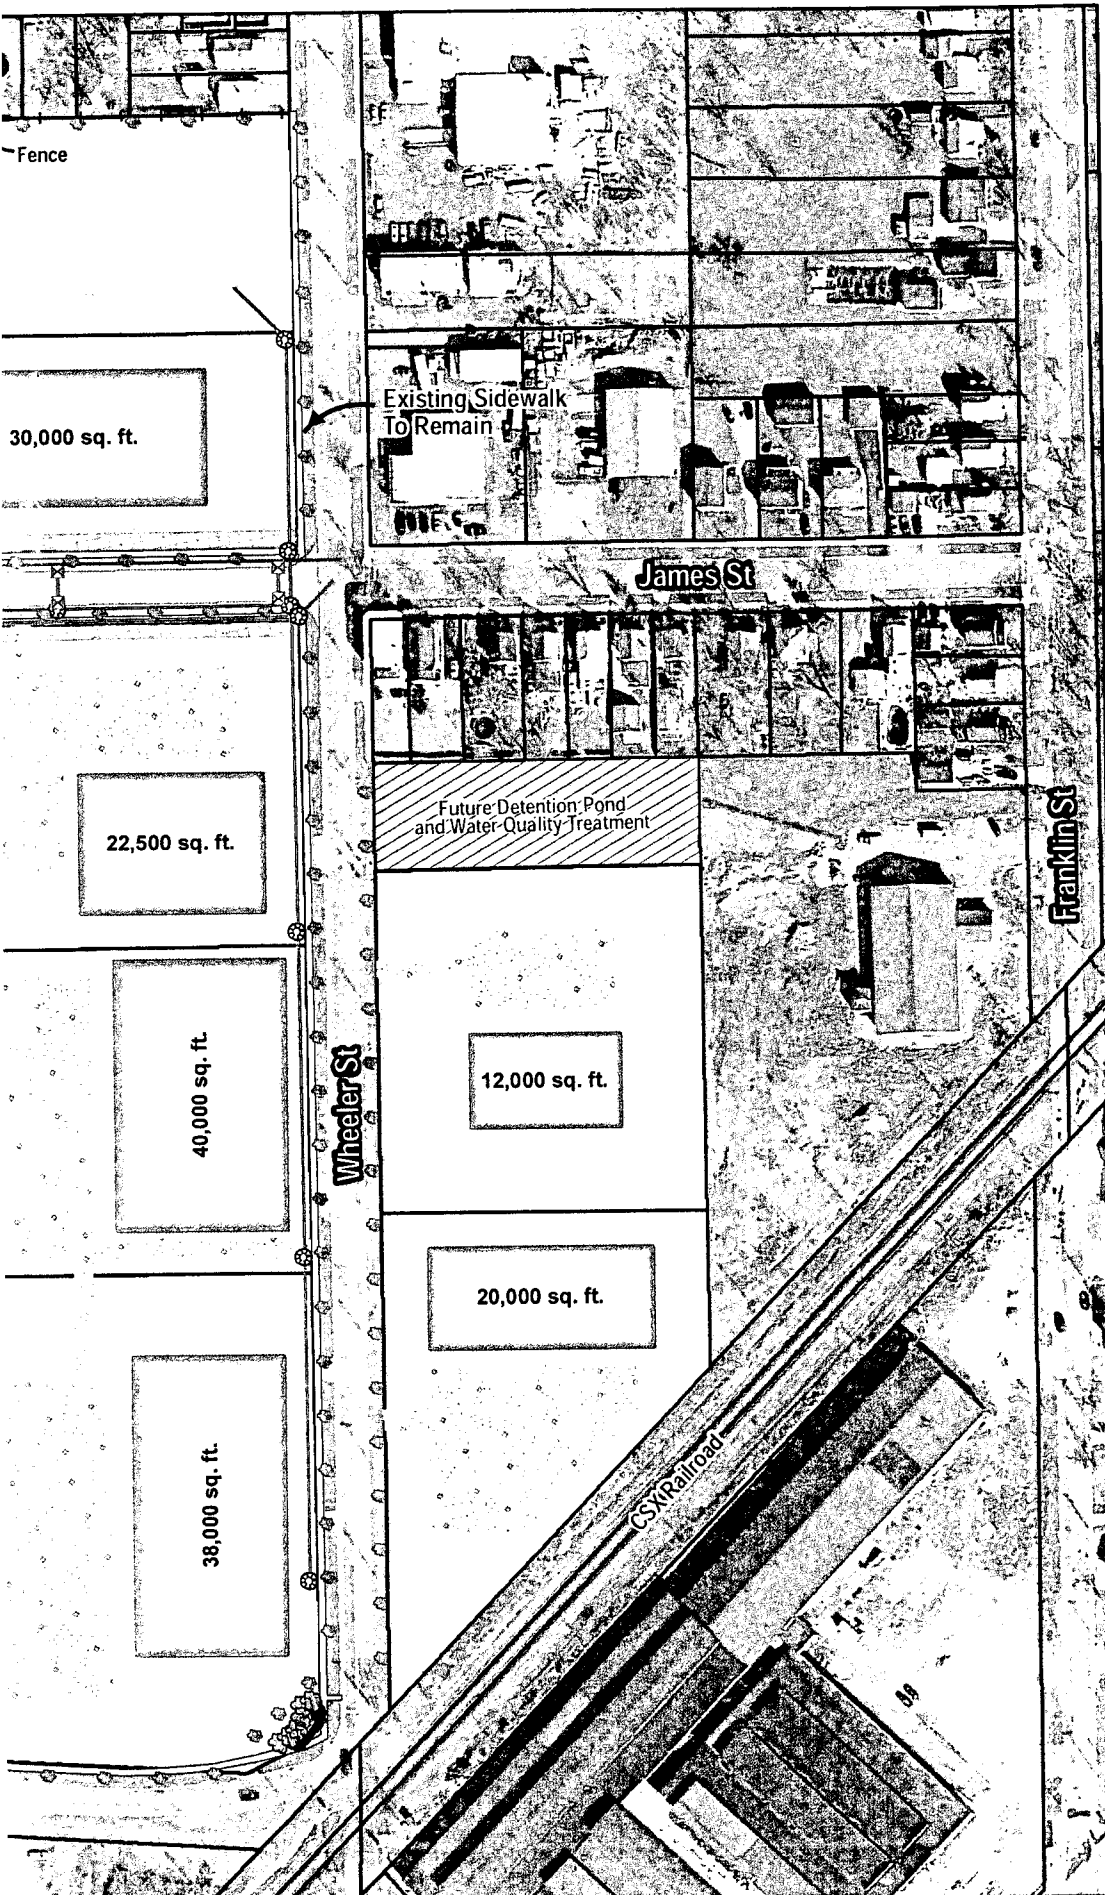 Fence
Existing Sidewalk
To Remain
30,000 sq. ft.
James St
Future Detention Pond
and Water Quality Treatment
22,500 sq. ft.
Franklin St
40,000 sq. ft.
Wheeler St
12,000 sq. ft.
20,000 sq. ft.
38,000 sq. ft.
CSX Railroad